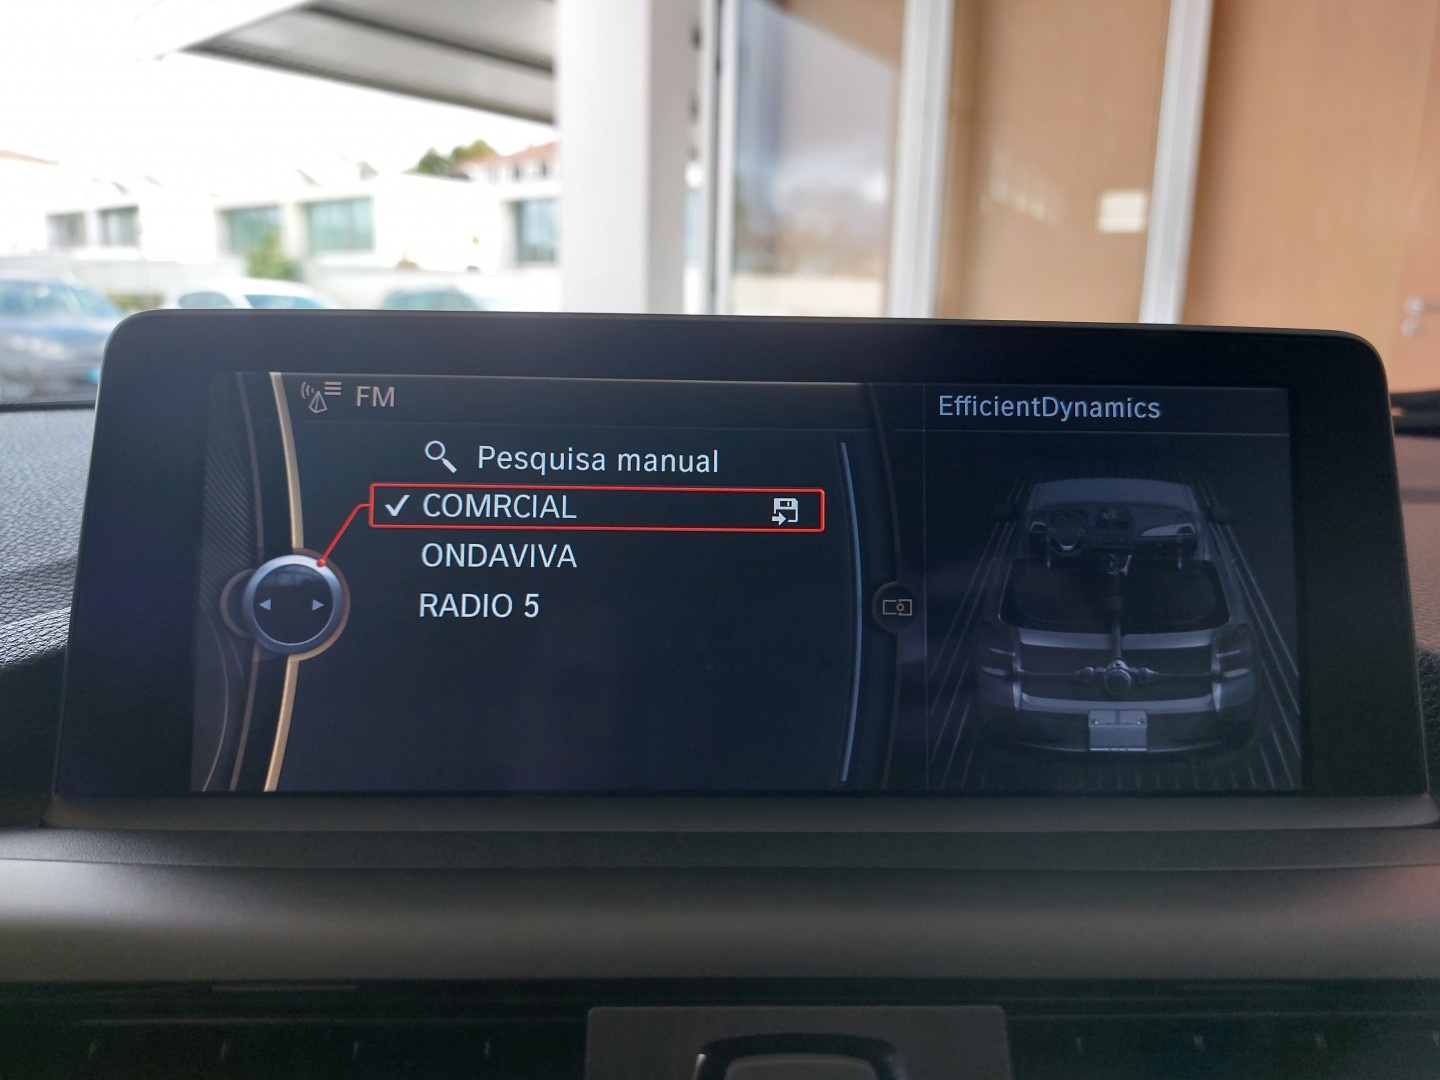 FM
Pesquisa manual
COMRCIAL
ONDAVIVA
RADIO 5
EfficientDynamics